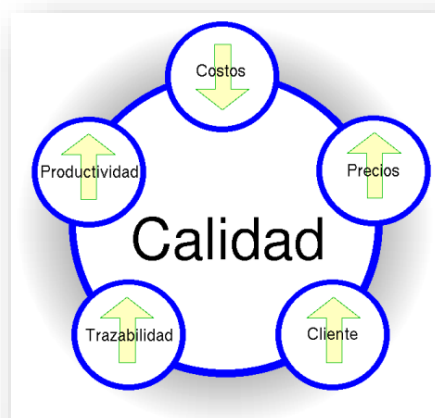 Costos
Productividad
Precios
Calidad
Trazabilidad
Cliente